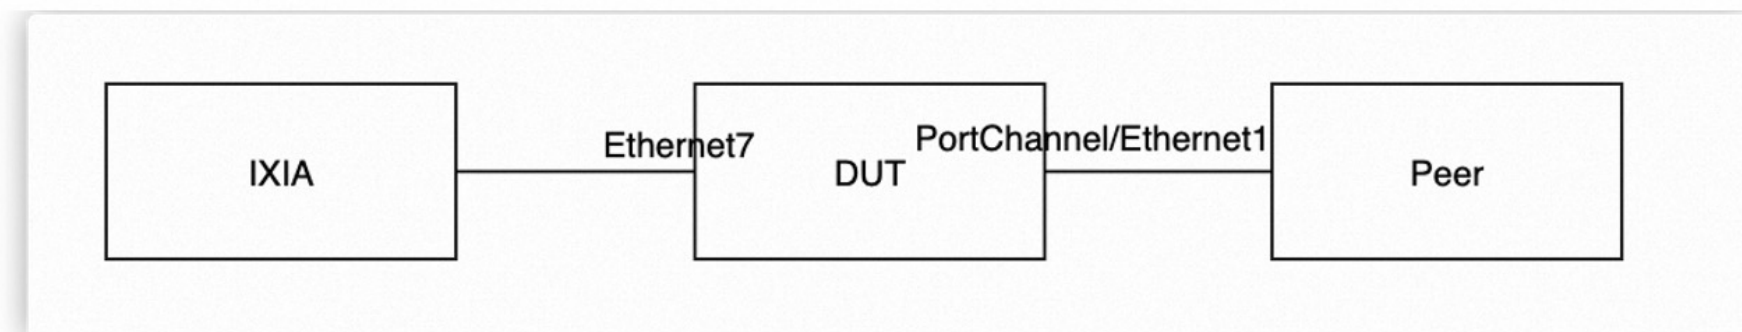 Ethernet7
PortChannel/Ethernet1
IXIA
DUT
Peer